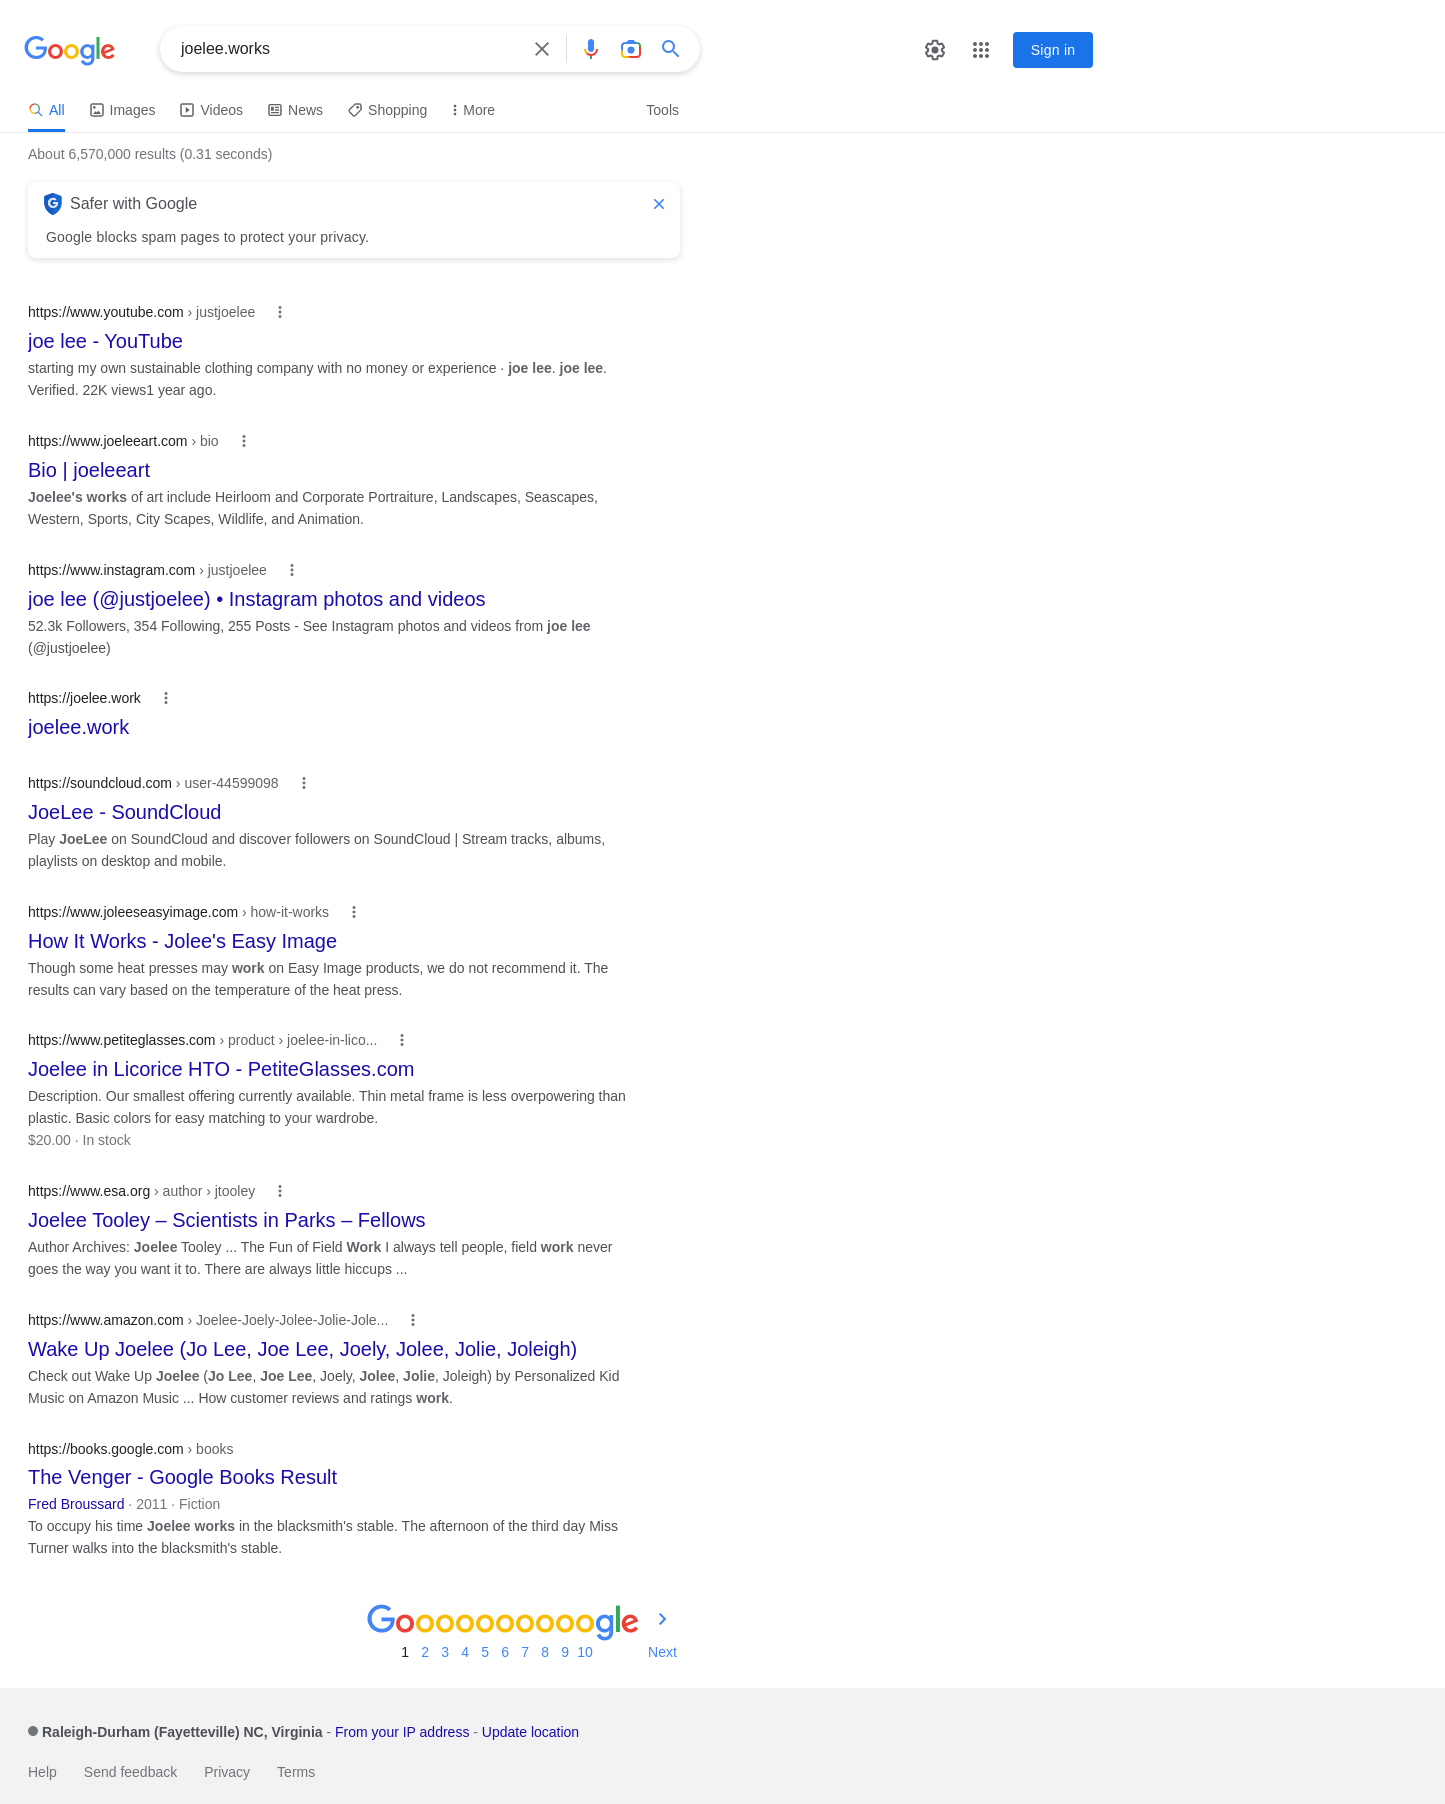 Google
joelee.works
Sign in
All Images Videos News Shopping More Tools
About 6,570,000 results (0.31 seconds)
Safer with Google
Google blocks spam pages to protect your privacy.
https://www.youtube.com › justjoelee
joe lee - YouTube
starting my own sustainable clothing company with no money or experience · joe lee. joe lee.
Verified. 22K views1 year ago.
https://www.joeleeart.com › bio
Bio | joeleeart
Joelee's works of art include Heirloom and Corporate Portraiture, Landscapes, Seascapes,
Western, Sports, City Scapes, Wildlife, and Animation.
https://www.instagram.com › justjoelee
joe lee (@justjoelee) • Instagram photos and videos
52.3k Followers, 354 Following, 255 Posts - See Instagram photos and videos from joe lee
(@justjoelee)
https://joelee.work
joelee.work
https://soundcloud.com › user-44599098
JoeLee - SoundCloud
Play JoeLee on SoundCloud and discover followers on SoundCloud | Stream tracks, albums,
playlists on desktop and mobile.
https://www.joleeseasyimage.com › how-it-works
How It Works - Jolee's Easy Image
Though some heat presses may work on Easy Image products, we do not recommend it. The
results can vary based on the temperature of the heat press.
https://www.petiteglasses.com › product › joelee-in-lico...
Joelee in Licorice HTO - PetiteGlasses.com
Description. Our smallest offering currently available. Thin metal frame is less overpowering than
plastic. Basic colors for easy matching to your wardrobe.
$20.00 · In stock
https://www.esa.org › author › jtooley
Joelee Tooley – Scientists in Parks – Fellows
Author Archives: Joelee Tooley ... The Fun of Field Work I always tell people, field work never
goes the way you want it to. There are always little hiccups ...
https://www.amazon.com › Joelee-Joely-Jolee-Jolie-Jole...
Wake Up Joelee (Jo Lee, Joe Lee, Joely, Jolee, Jolie, Joleigh)
Check out Wake Up Joelee (Jo Lee, Joe Lee, Joely, Jolee, Jolie, Joleigh) by Personalized Kid
Music on Amazon Music ... How customer reviews and ratings work.
https://books.google.com › books
The Venger - Google Books Result
Fred Broussard · 2011 · Fiction
To occupy his time Joelee works in the blacksmith's stable. The afternoon of the third day Miss
Turner walks into the blacksmith's stable.
Goooooooooogle
1 2 3 4 5 6 7 8 9 10 Next
Raleigh-Durham (Fayetteville) NC, Virginia - From your IP address - Update location
Help Send feedback Privacy Terms